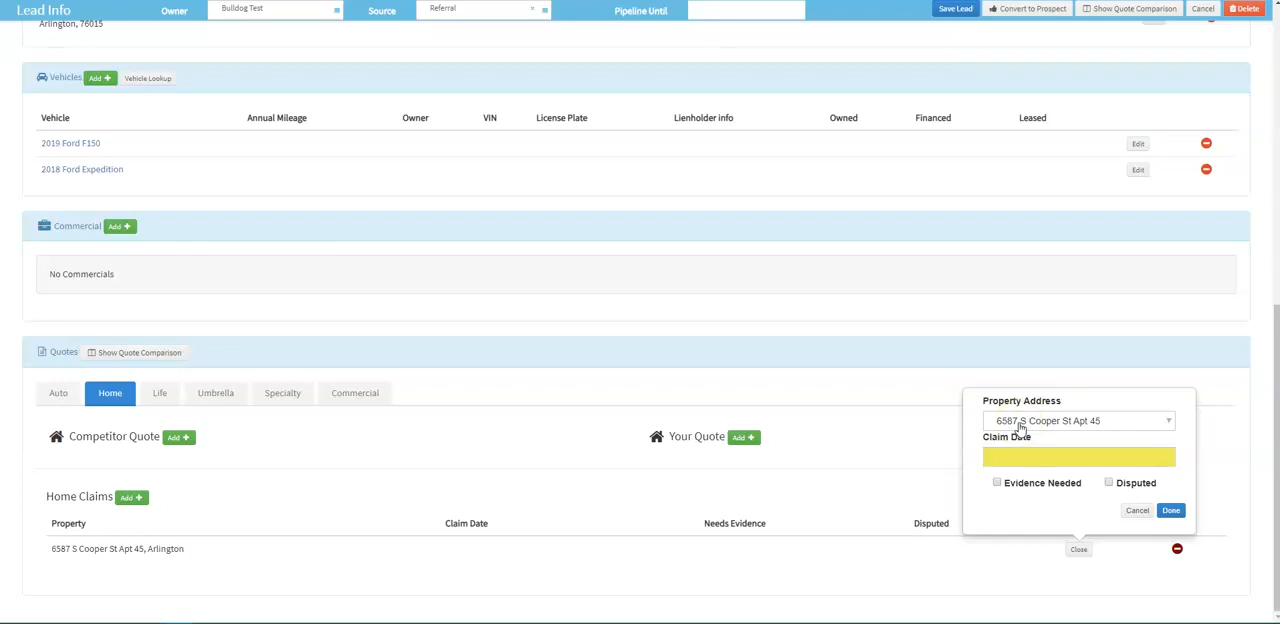 Lead Info Owner Bulldog Test Source Referral × Pipeline Until Save Lead Convert to Prospect Show Quote Comparison Cancel Delete
Arlington, 76015
Vehicles Add + Vehicle Lookup
Vehicle Annual Mileage Owner VIN License Plate Lienholder info Owned Financed Leased
2019 Ford F150 Edit
2018 Ford Expedition Edit
Commercial Add +
No Commercials
Quotes Show Quote Comparison
Auto Home Life Umbrella Specialty Commercial
Property Address
6587 S Cooper St Apt 45
Claim Date
Evidence Needed Disputed
Cancel Done
Competitor Quote Add + Your Quote Add +
Home Claims Add +
Property Claim Date Needs Evidence Disputed
6587 S Cooper St Apt 45, Arlington Close